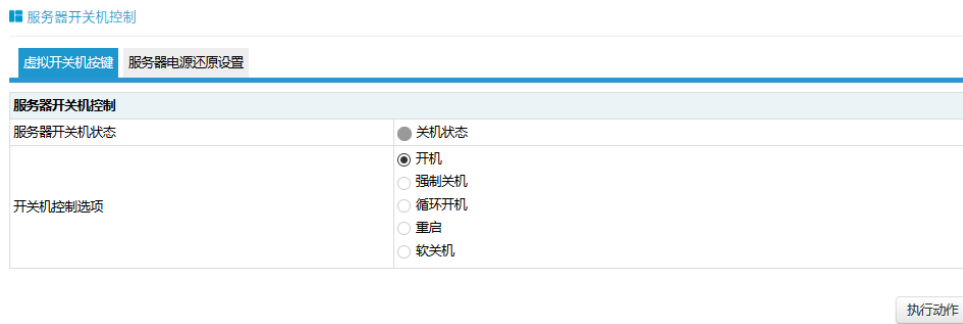 服务器开关机控制
虚拟开关机按键 服务器电源还原设置
服务器开关机控制
服务器开关机状态 关机状态
开机
强制关机
开关机控制选项 循环开机
重启
软关机
执行动作